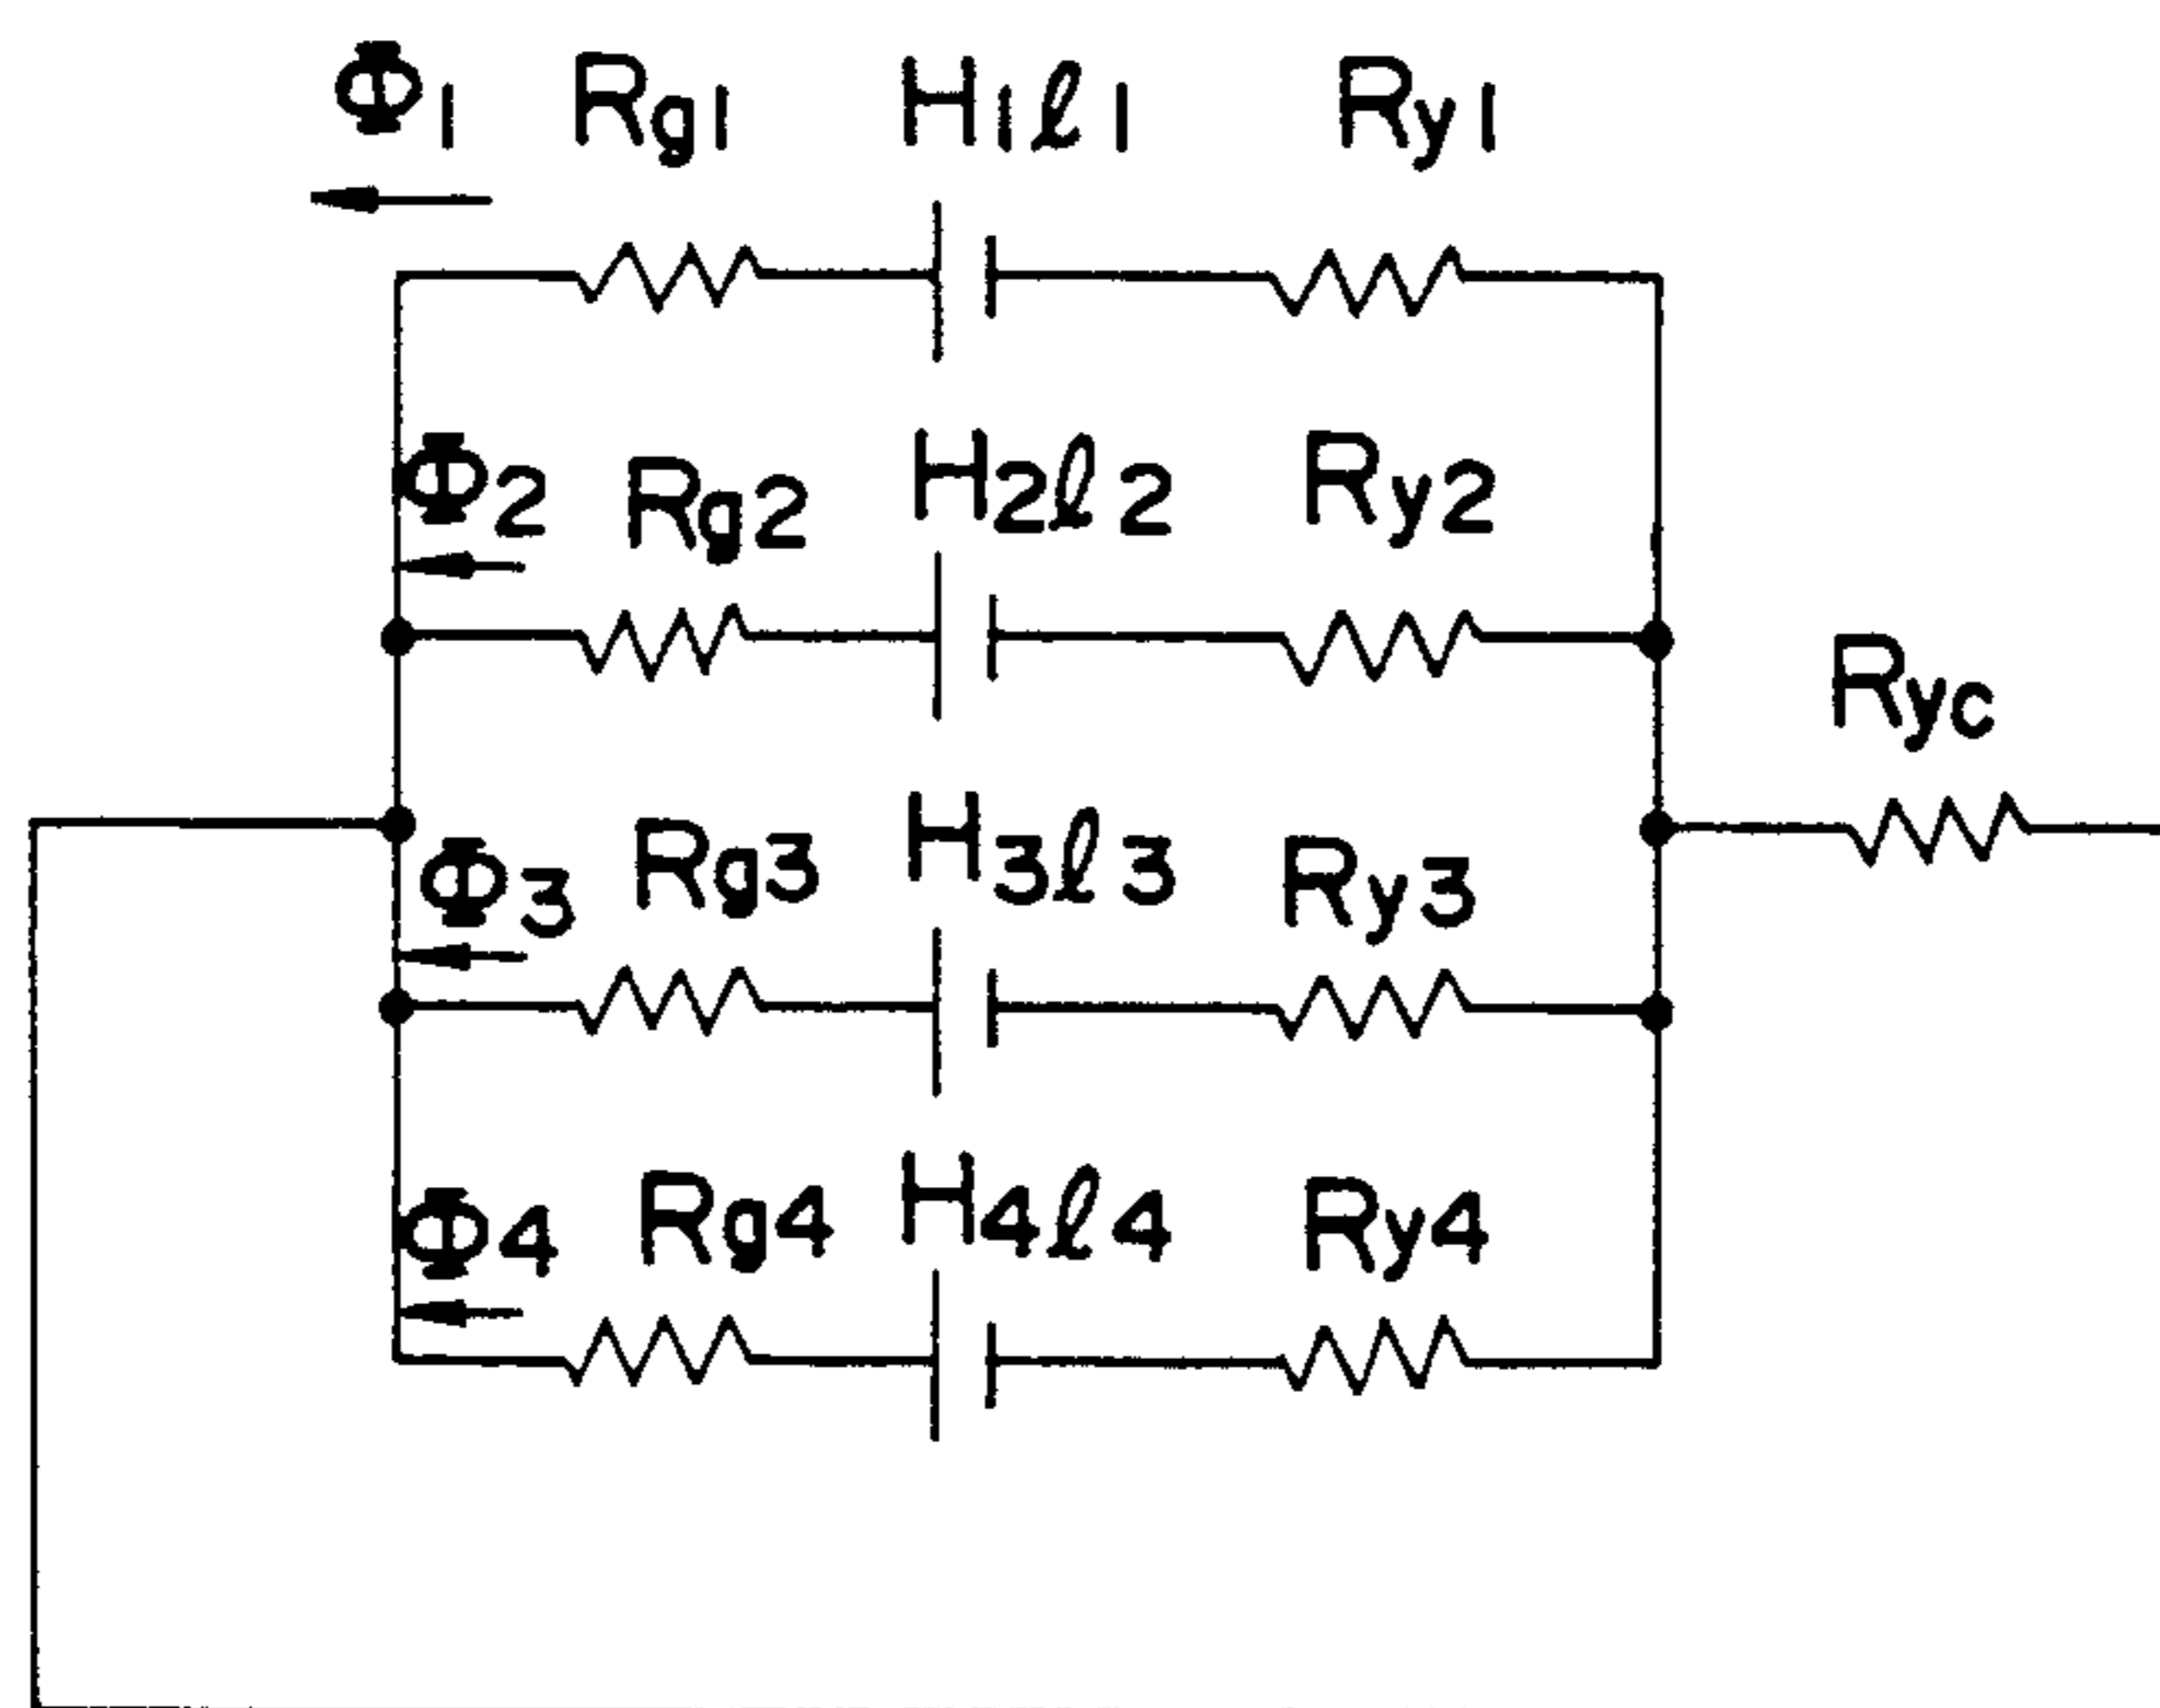 Φ1 Rg1 H1ℓ1 Ry1
Φ2 Rg2 H2ℓ2 Ry2
Ryc
Φ3 Rg3 H3ℓ3 Ry3
Φ4 Rg4 H4ℓ4 Ry4